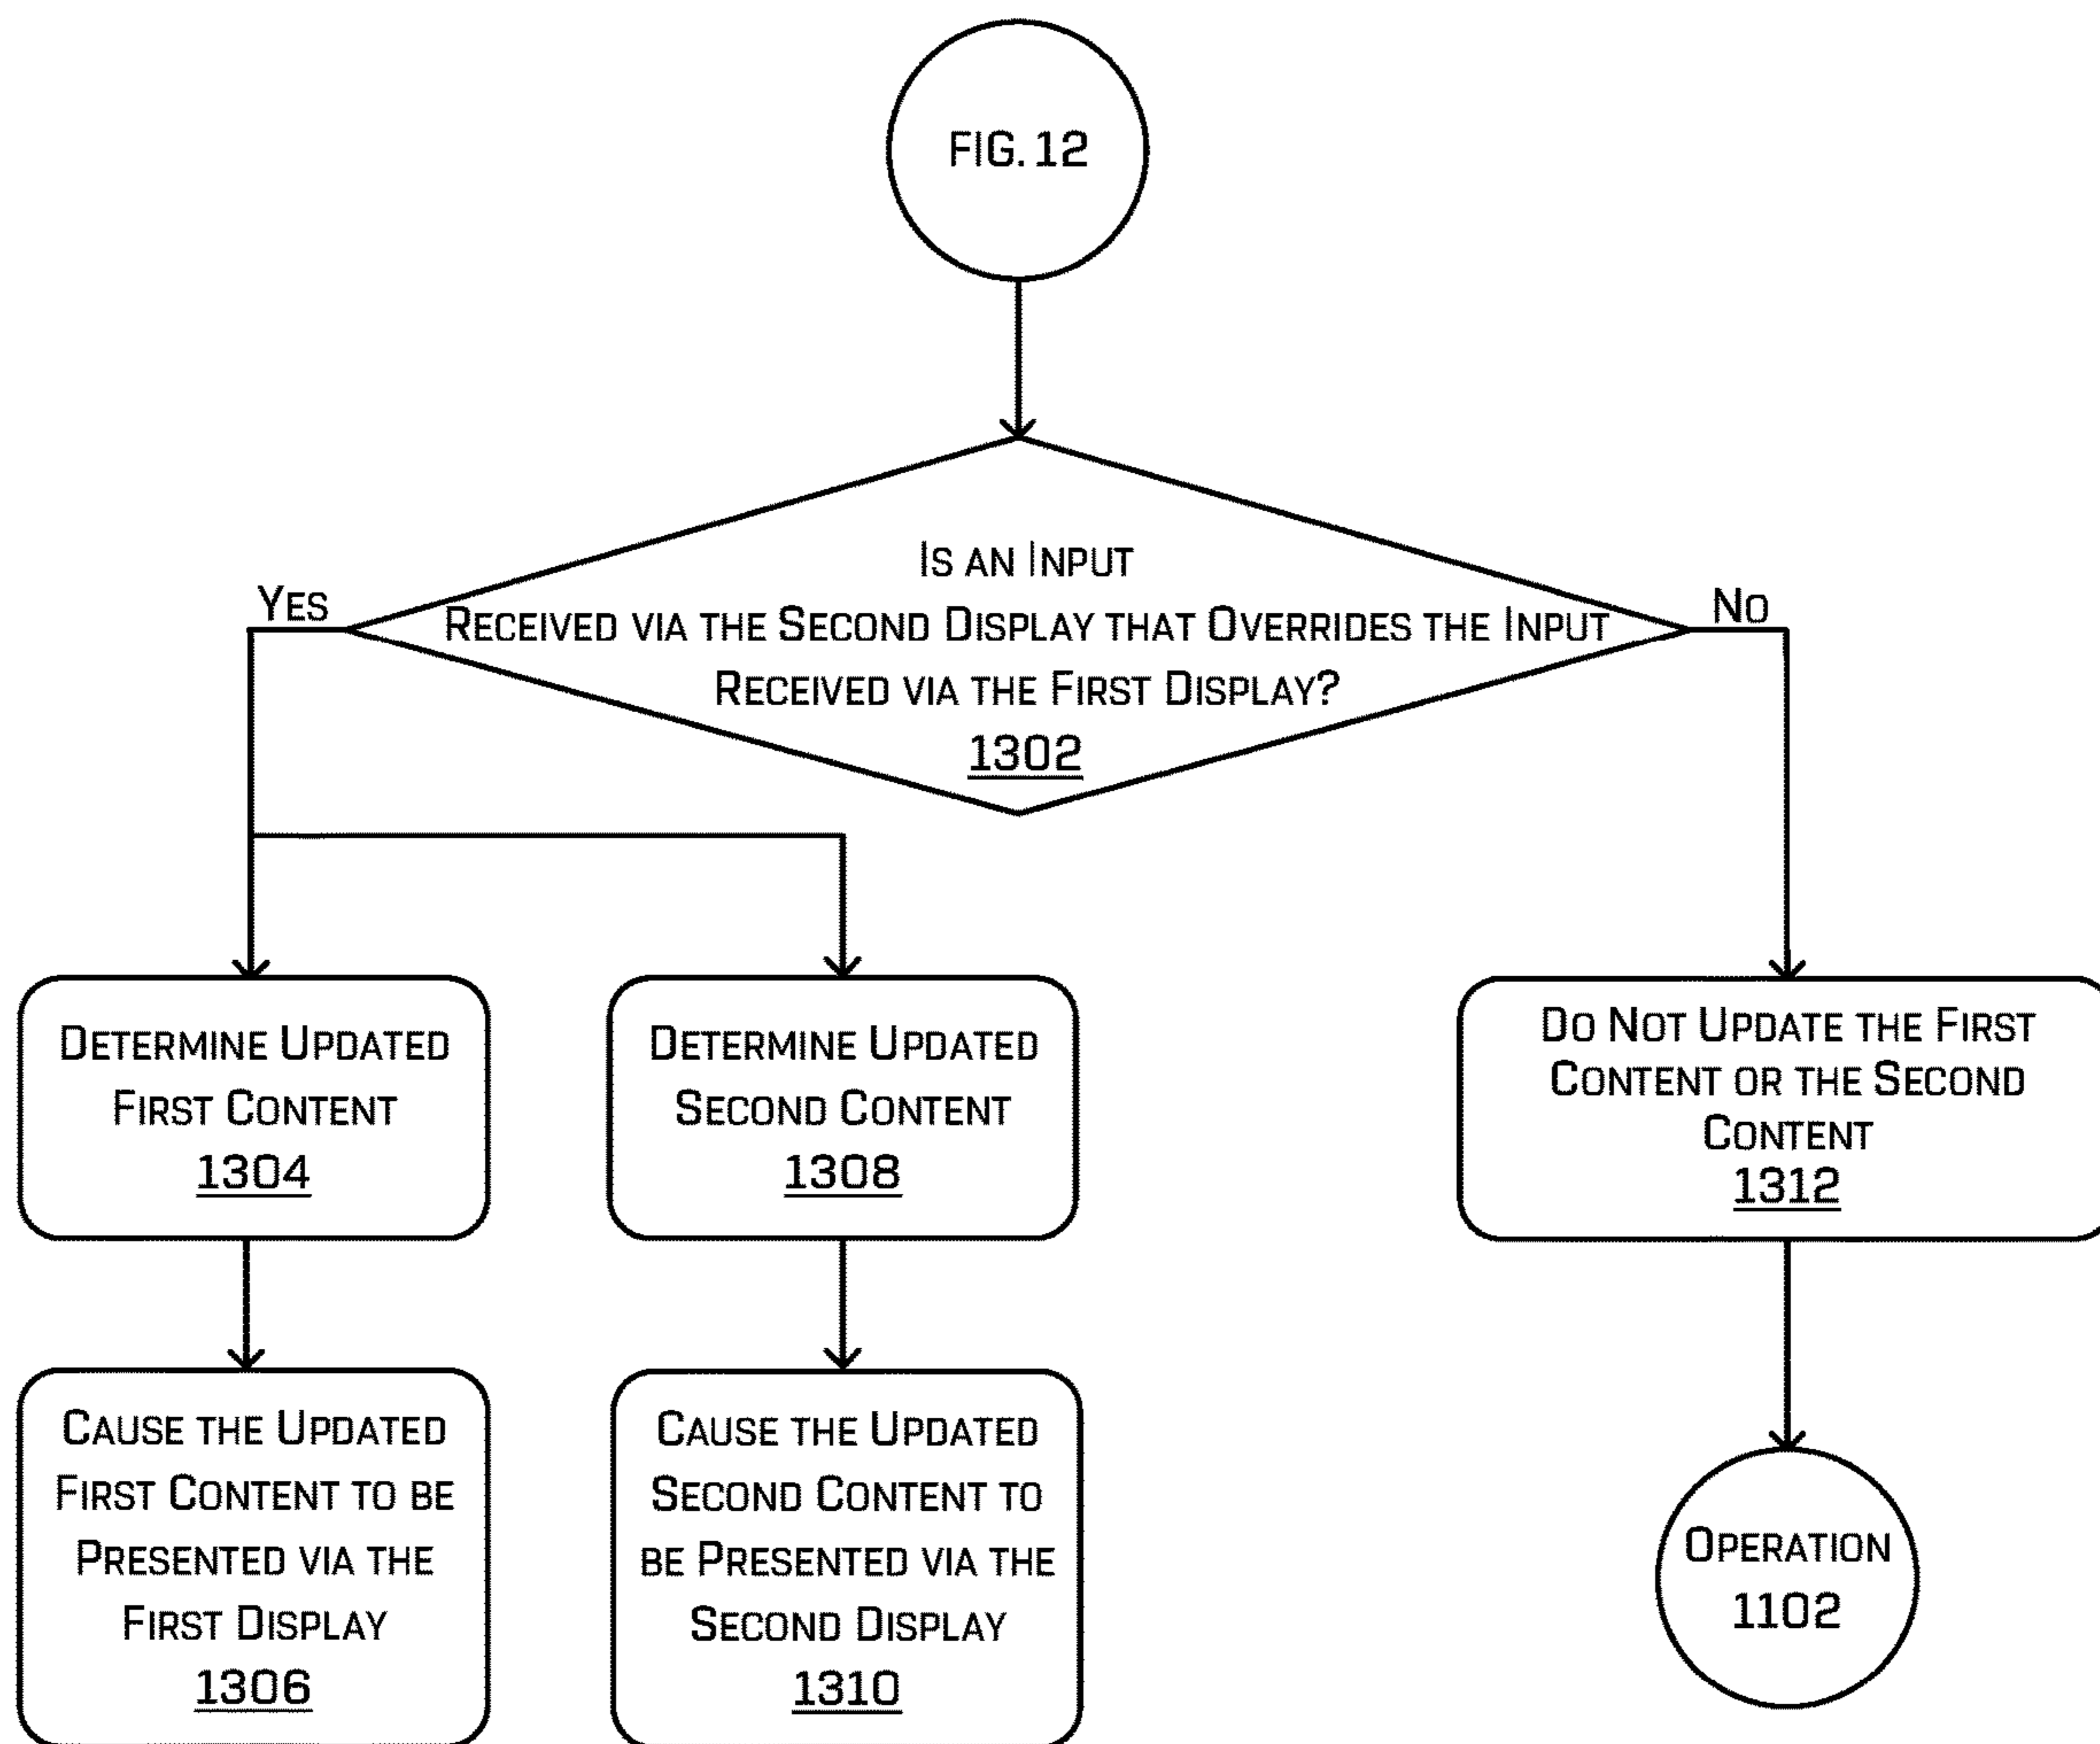 FIG. 12
Is an Input
Yes
Received via the Second Display that Overrides the Input
No
Received via the First Display?
1302
Determine Updated
First Content
1304
Determine Updated
Second Content
1308
Do Not Update the First
Content or the Second
Content
1312
Cause the Updated
First Content to be
Presented via the
First Display
1306
Cause the Updated
Second Content to
be Presented via the
Second Display
1310
Operation
1102